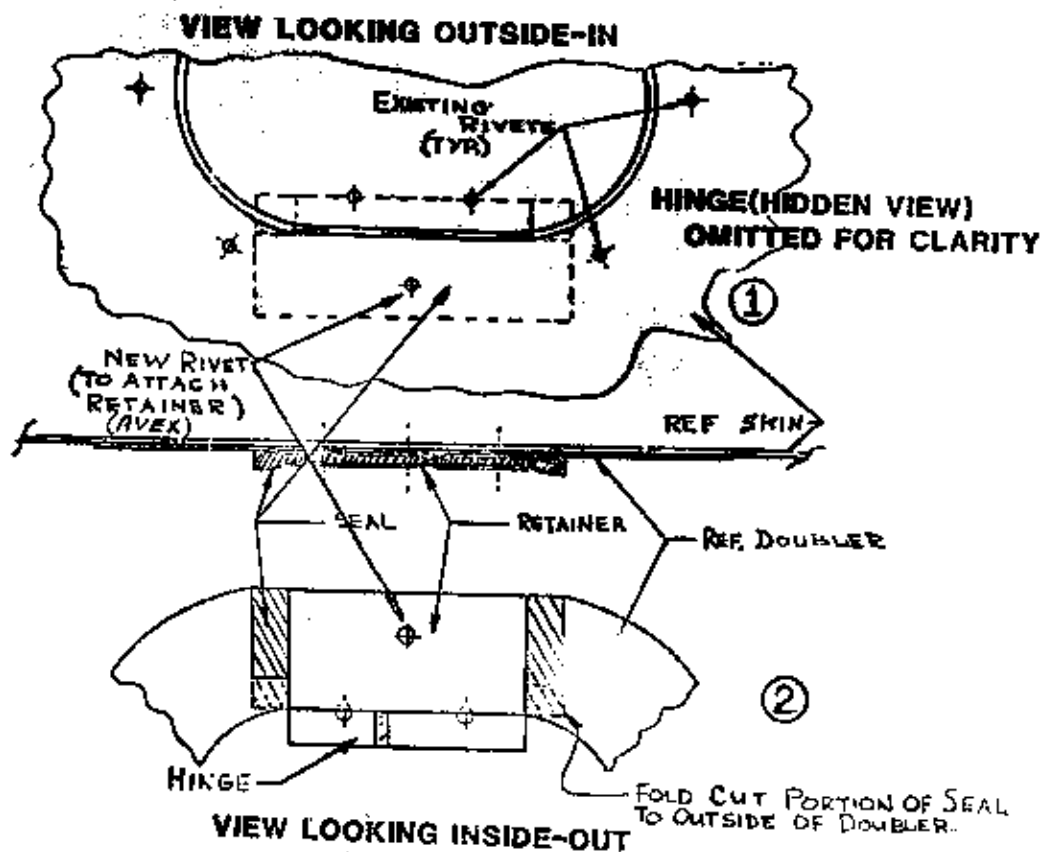 VIEW LOOKING OUTSIDE-IN
EXISTING
RIVETS
(TYP.)
HINGE(HIDDEN VIEW)
OMITTED FOR CLARITY
1
NEW RIVET
(TO ATTACH
RETAINER)
(AVEX)
REF SKIN
SEAL
RETAINER
REF. DOUBLER
2
HINGE
FOLD CUT PORTION OF SEAL
TO OUTSIDE OF DOUBLER.
VIEW LOOKING INSIDE-OUT